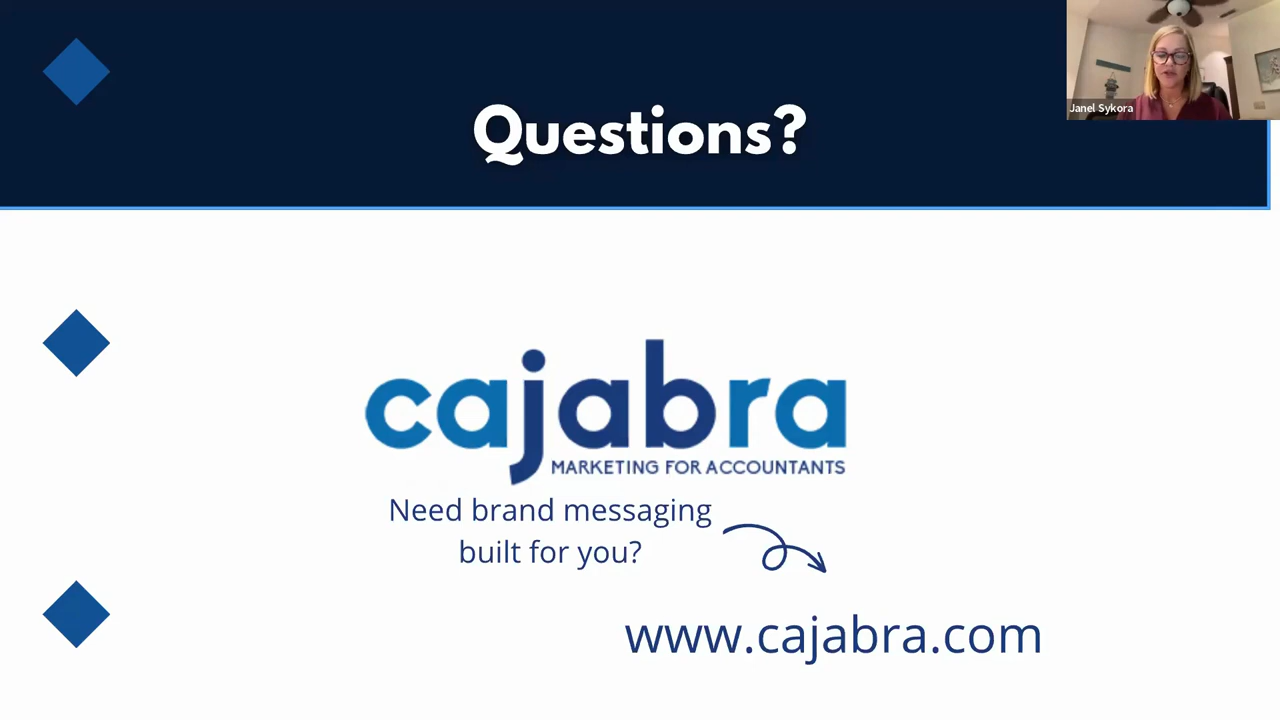 Questions?
Janel Sykora
cajabra
MARKETING FOR ACCOUNTANTS
Need brand messaging
built for you?
www.cajabra.com